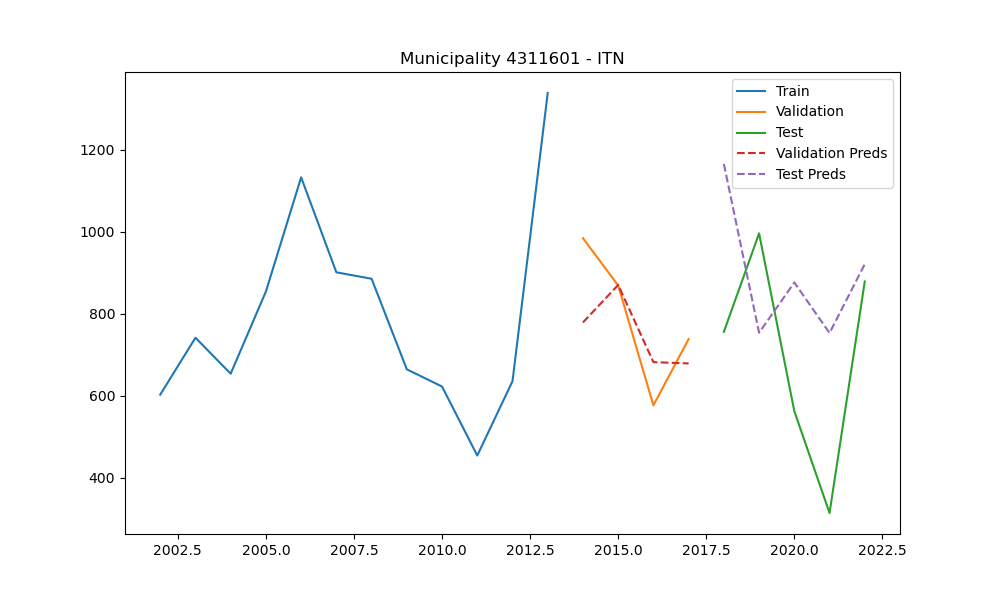 Municipality 4311601 - ITN
Train
Validation
Test
Validation Preds
Test Preds
1200
1000
800
600
400
2002.5 2005.0 2007.5 2010.0 2012.5 2015.0 2017.5 2020.0 2022.5